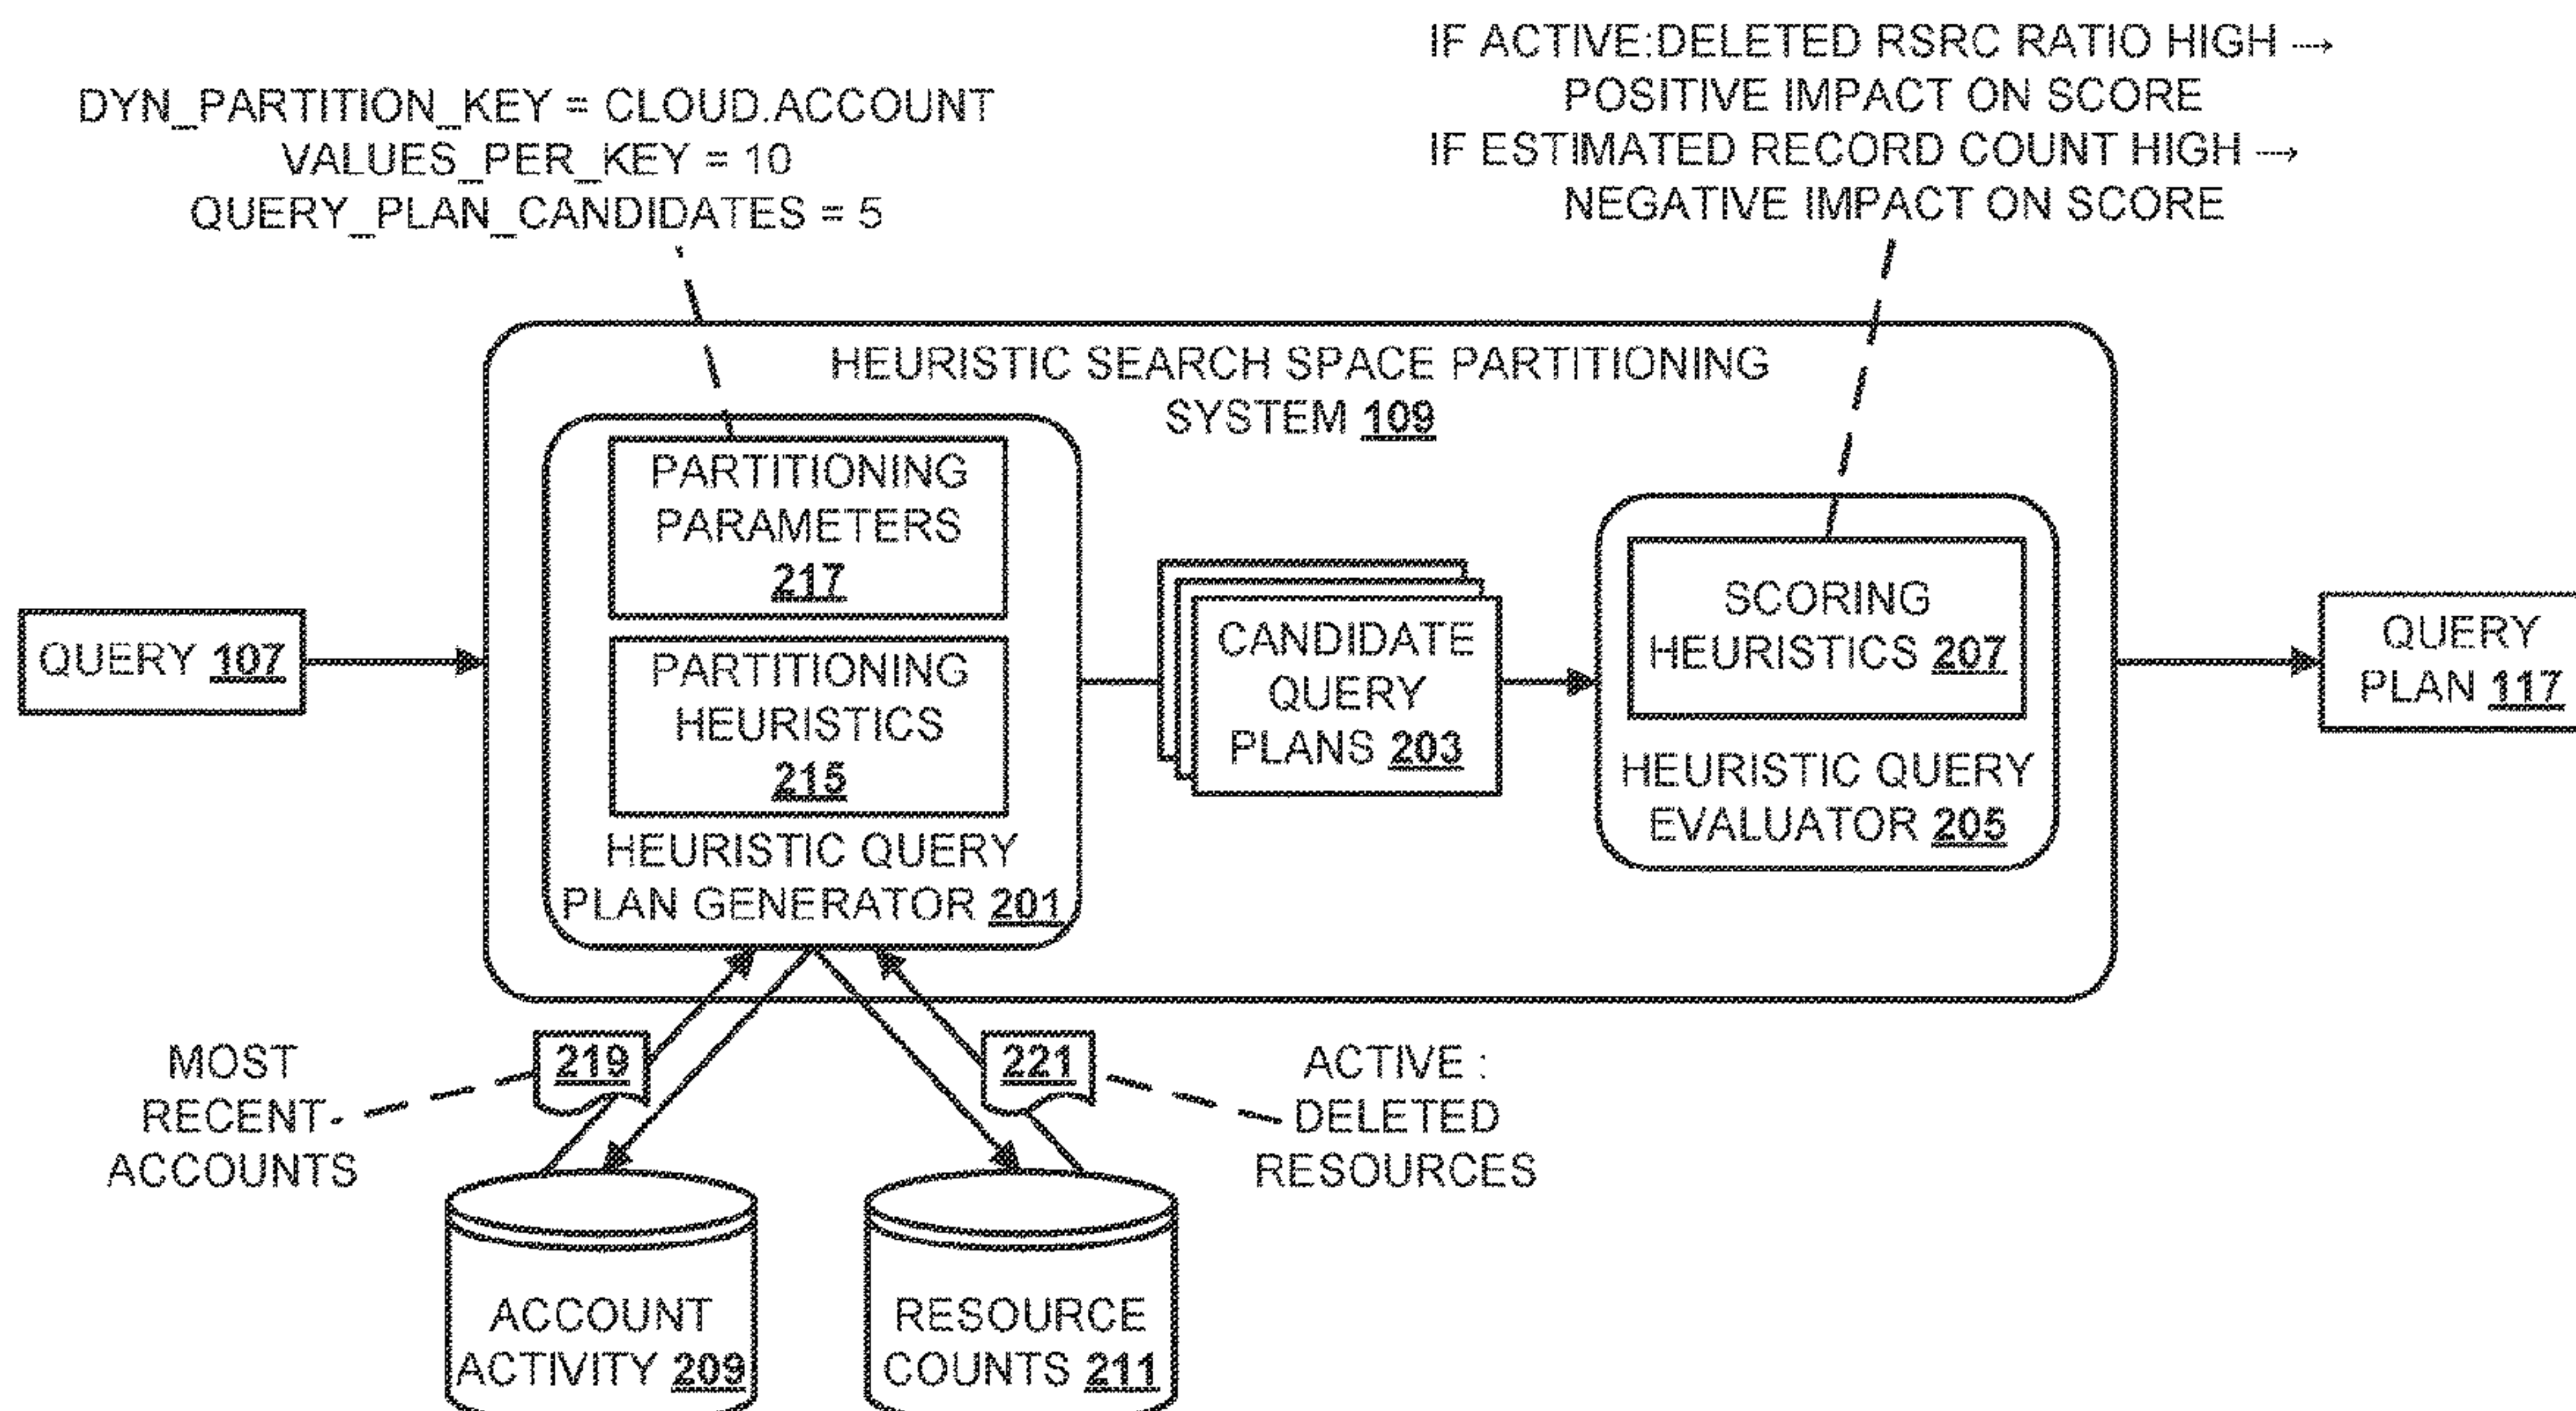 IF ACTIVE:DELETED RSRC RATIO HIGH →
POSITIVE IMPACT ON SCORE
IF ESTIMATED RECORD COUNT HIGH →
NEGATIVE IMPACT ON SCORE
DYN_PARTITION_KEY = CLOUD.ACCOUNT
VALUES_PER_KEY = 10
QUERY_PLAN_CANDIDATES = 5
HEURISTIC SEARCH SPACE PARTITIONING
SYSTEM 109
QUERY 107
PARTITIONING
PARAMETERS
217
PARTITIONING
HEURISTICS
215
HEURISTIC QUERY
PLAN GENERATOR 201
CANDIDATE
QUERY
PLANS 203
SCORING
HEURISTICS 207
HEURISTIC QUERY
EVALUATOR 205
QUERY
PLAN 117
MOST
RECENT
ACCOUNTS
219
221
ACTIVE :
DELETED
RESOURCES
ACCOUNT
ACTIVITY 209
RESOURCE
COUNTS 211